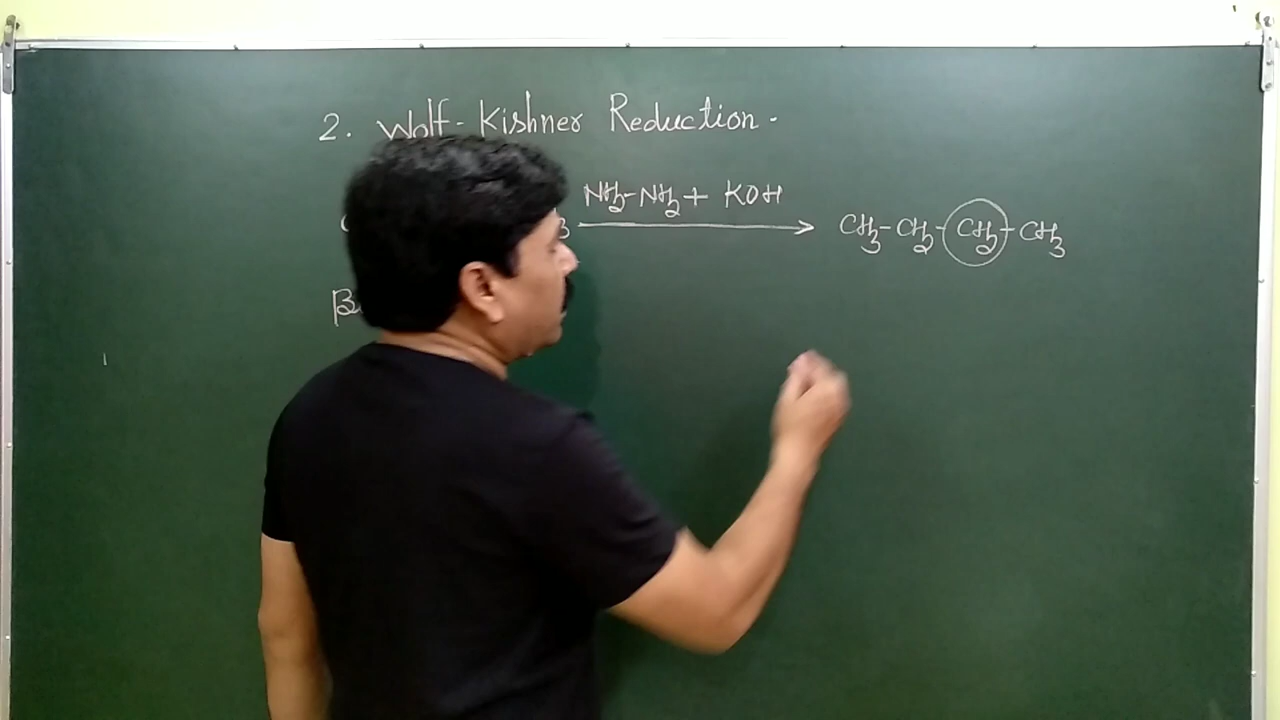 2. Wolf-Kishner Reduction.
NH2-NH2 + KOH
CH3-CH2-CH2-CH3